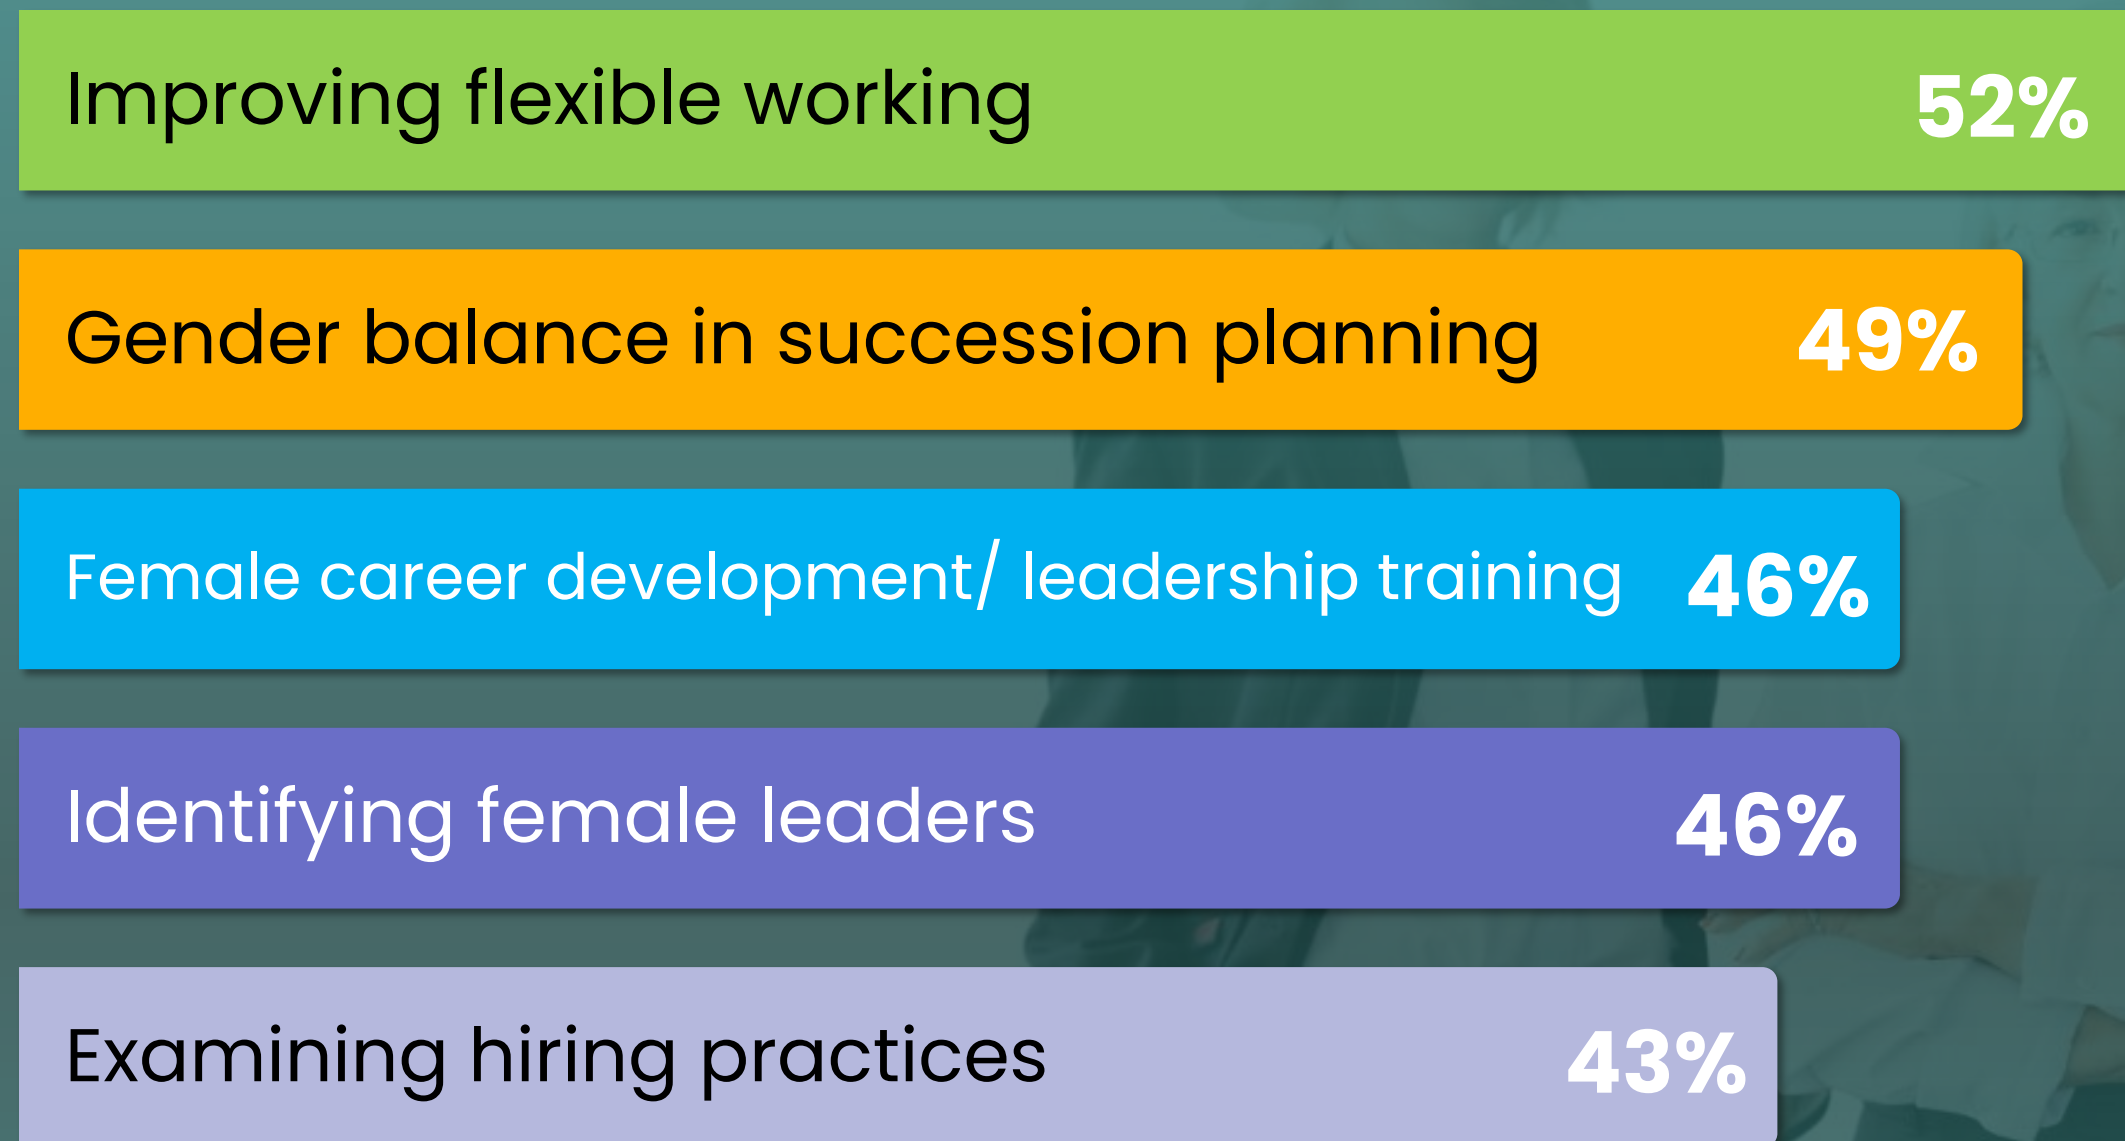 Improving flexible working 52%
Gender balance in succession planning 49%
Female career development/ leadership training 46%
Identifying female leaders 46%
Examining hiring practices 43%